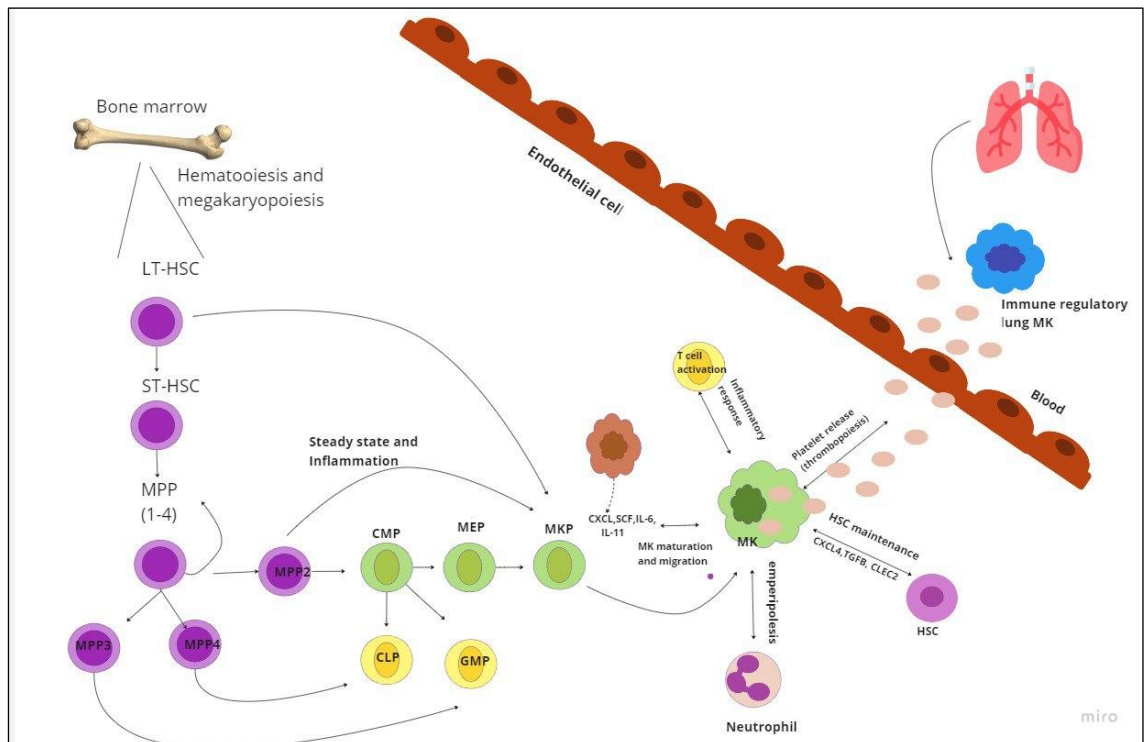 Bone marrow
Hematooiesis and
megakaryopoiesis
LT-HSC
ST-HSC
MPP
(1-4)
MPP2
MPP3
MPP4
Steady state and
Inflammation
CMP
MEP
MKP
CLP
GMP
CXCL,SCF,IL-6,
IL-11
MK maturation
and migration
T cell
activation
Inflammatory
response
MK
Platelet release
(thrombopoiesis)
HSC maintenance
CXCL4,TGFB, CLEC2
HSC
emperipolesis
Neutrophil
Endothelial cell
Blood
Immune regulatory
lung MK
miro